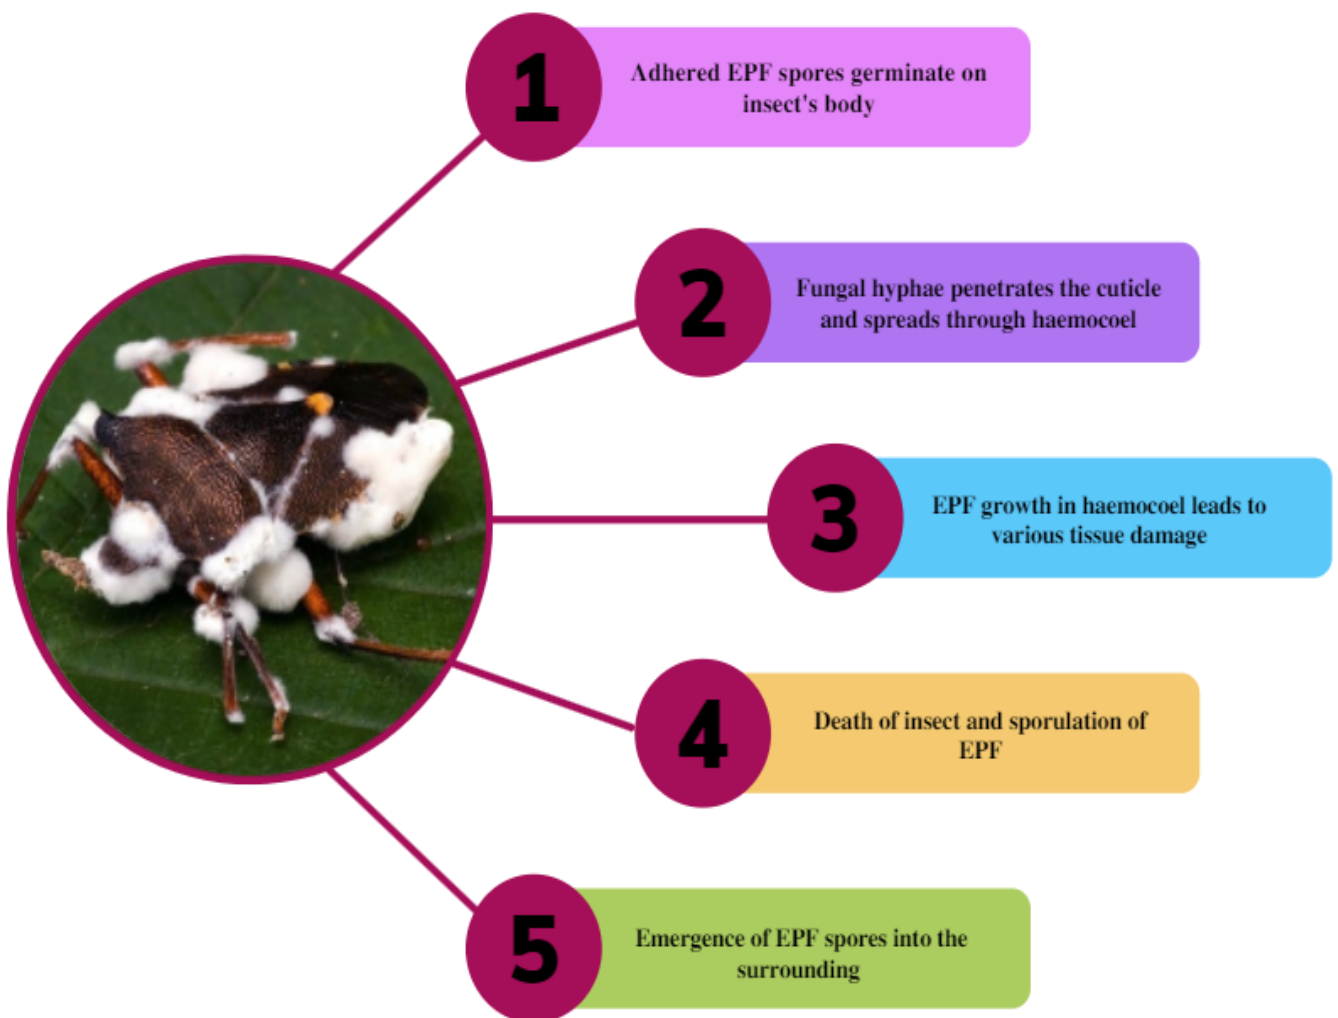 1
Adhered EPF spores germinate on
insect's body
2
Fungal hyphae penetrates the cuticle
and spreads through haemocoel
3
EPF growth in haemocoel leads to
various tissue damage
4
Death of insect and sporulation of
EPF
5
Emergence of EPF spores into the
surrounding